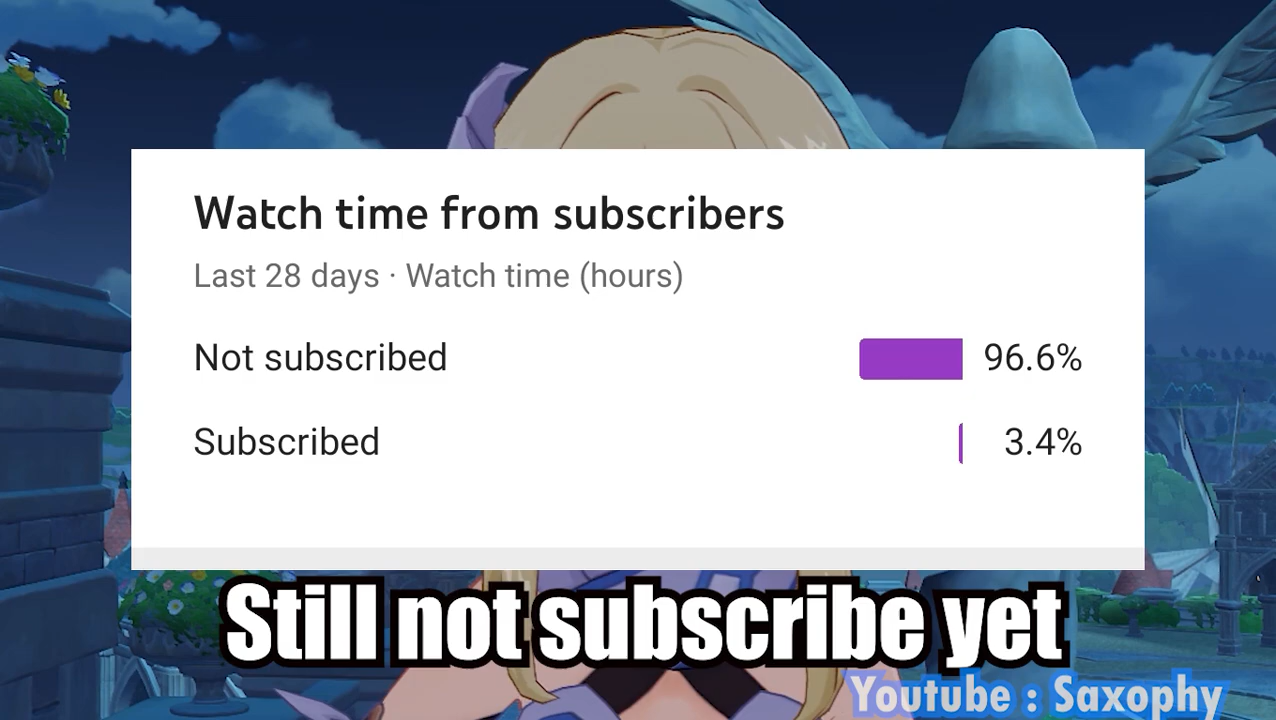 Watch time from subscribers
Last 28 days · Watch time (hours)
Not subscribed 96.6%
Subscribed 3.4%
Still not subscribe yet
Youtube : Saxophy